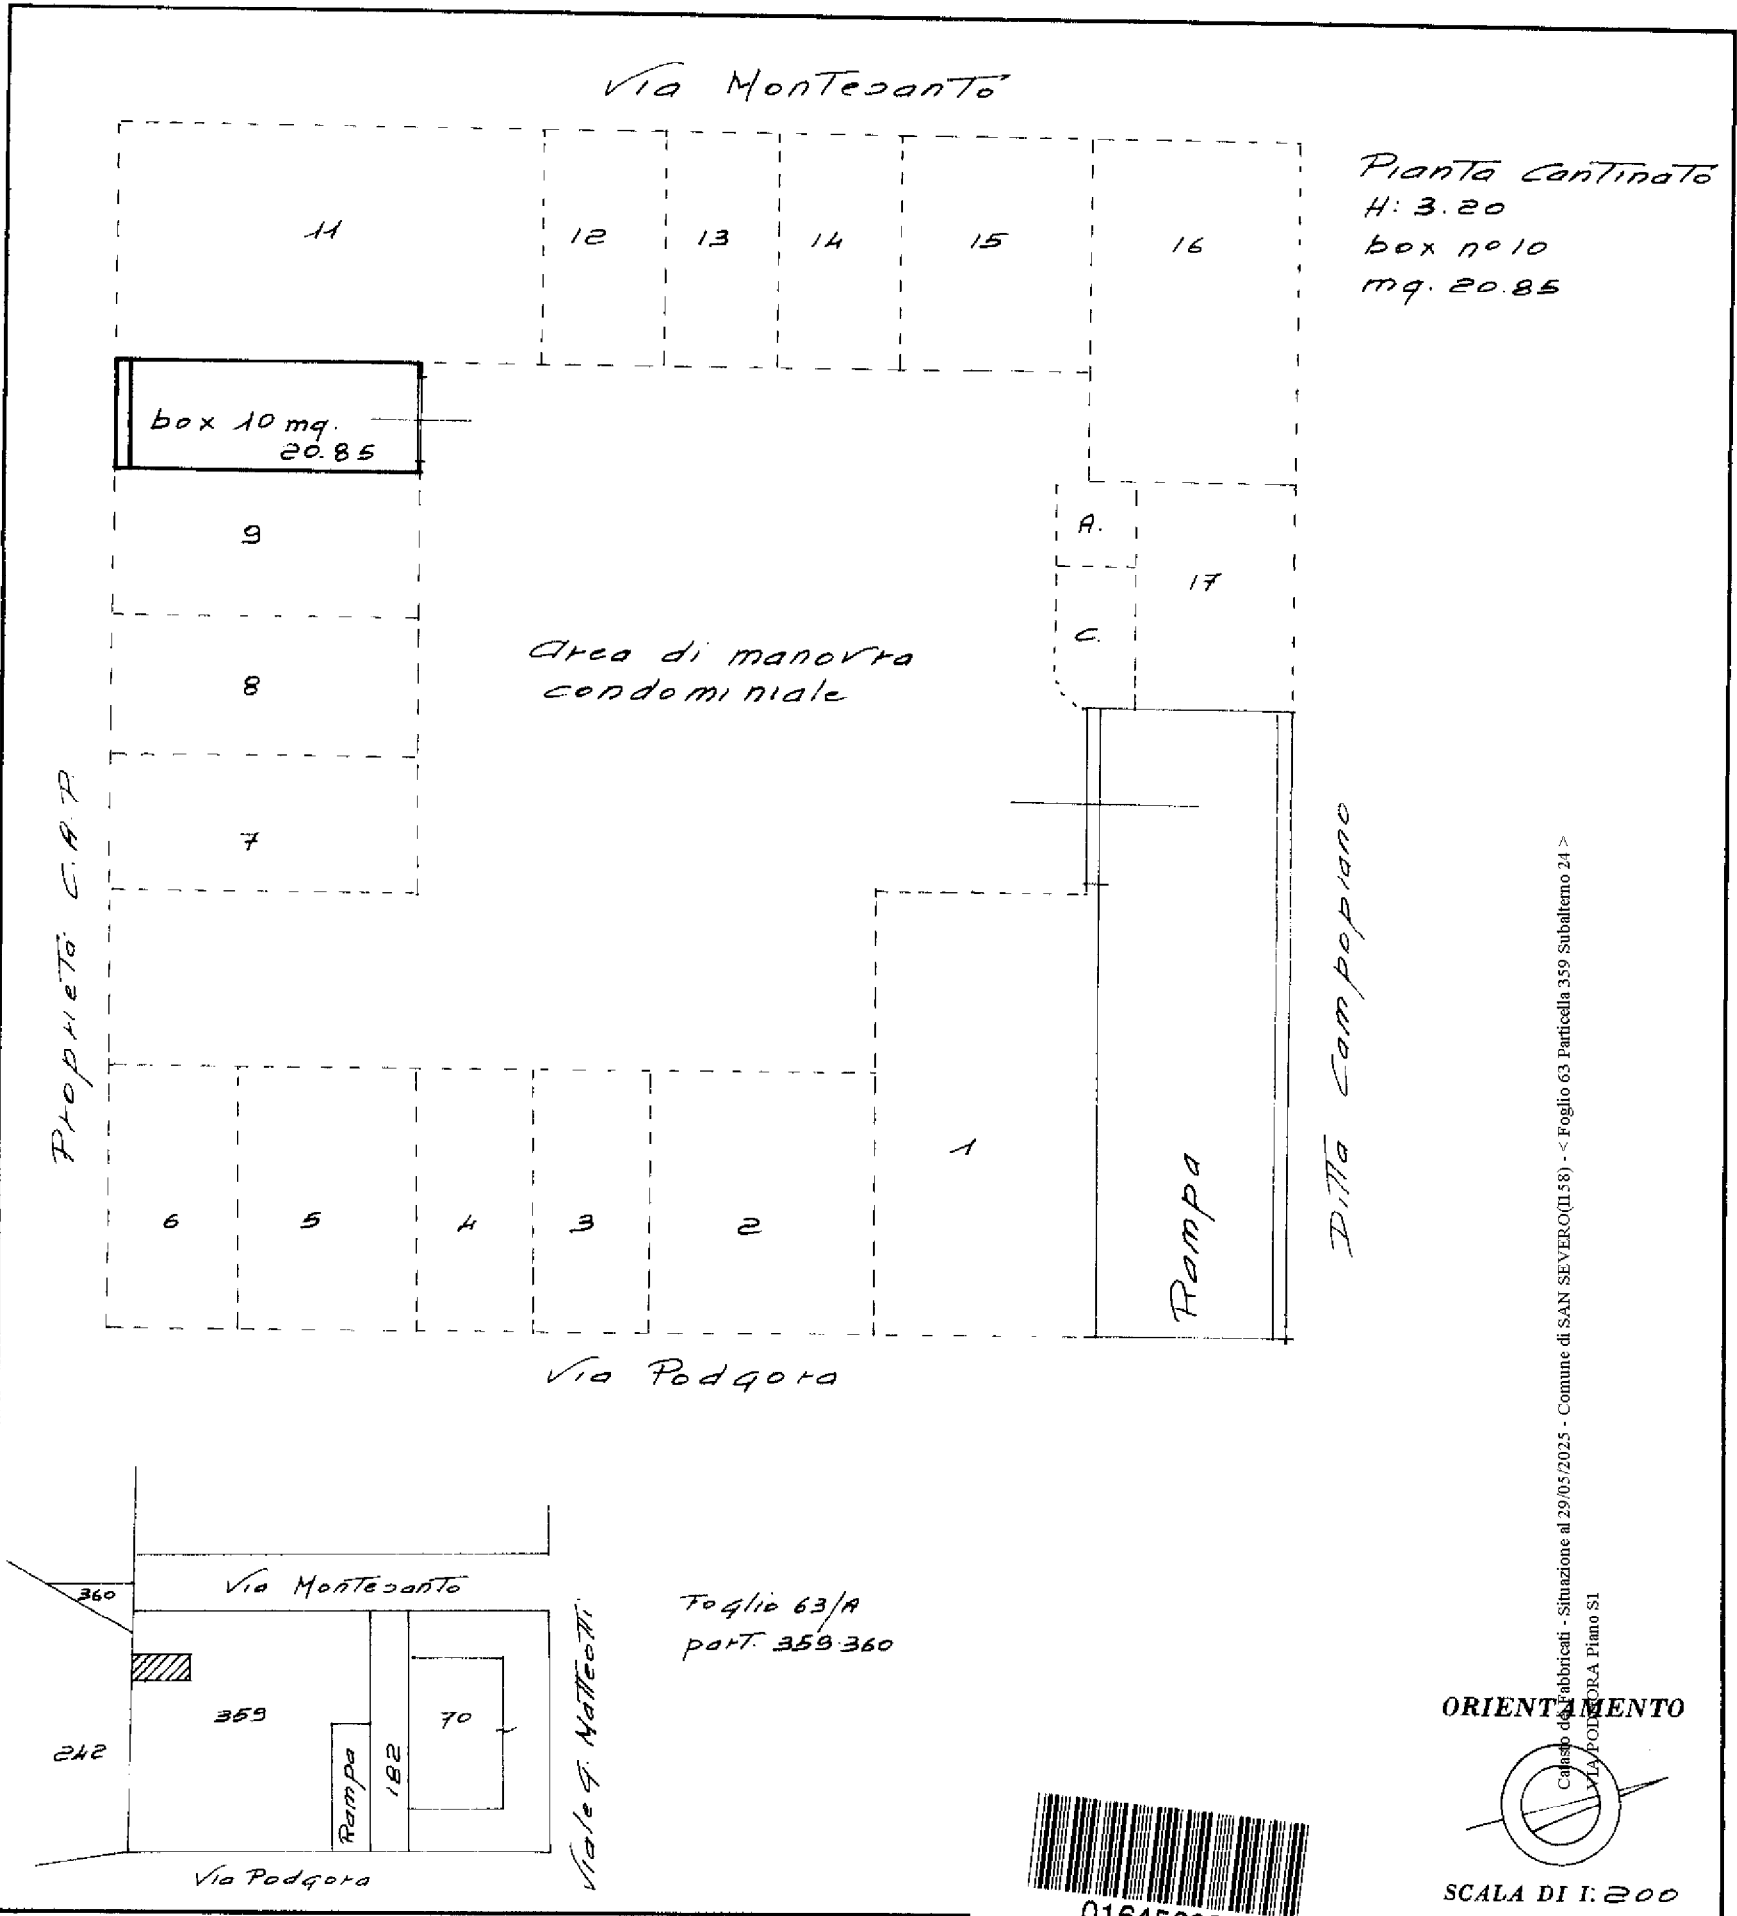 Via Montesanto
Pianta Cantinato
H: 3.20
box n° 10
mq. 20.85
11
12
13
14
15
16
box 10 mq.
20.85
9
A.
17
C.
8
Area di manovra
condominiale
7
Proprietà C.A.P.
Ditta Campopiano
1
Rampa
6
5
4
3
2
Via Podgora
Catasto dei Fabbricati - Situazione al 29/05/2025 - Comune di SAN SEVERO(I158) - < Foglio 63 Particella 359 Subalterno 24 >
VIA PODGORA Piano S1
360
Via Montesanto
Foglio 63/A
part. 359-360
359
70
242
Rampa
182
Viale G. Matteotti
Via Podgora
ORIENTAMENTO
SCALA DI 1:200